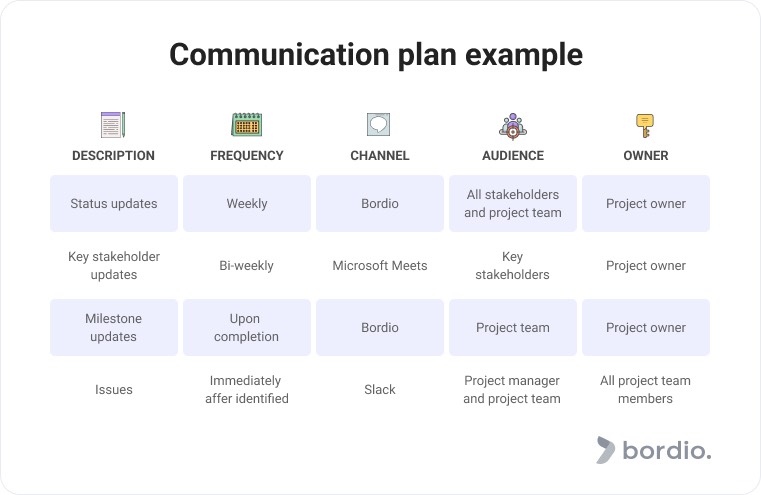 Communication plan example
DESCRIPTION
FREQUENCY
CHANNEL
AUDIENCE
OWNER
Status updates
Weekly
Bordio
All stakeholders
and project team
Project owner
Key stakeholder
updates
Bi-weekly
Microsoft Meets
Key
stakeholders
Project owner
Milestone
updates
Upon
completion
Bordio
Project team
Project owner
Issues
Immediately
affer identified
Slack
Project manager
and project team
All project team
members
bordio.